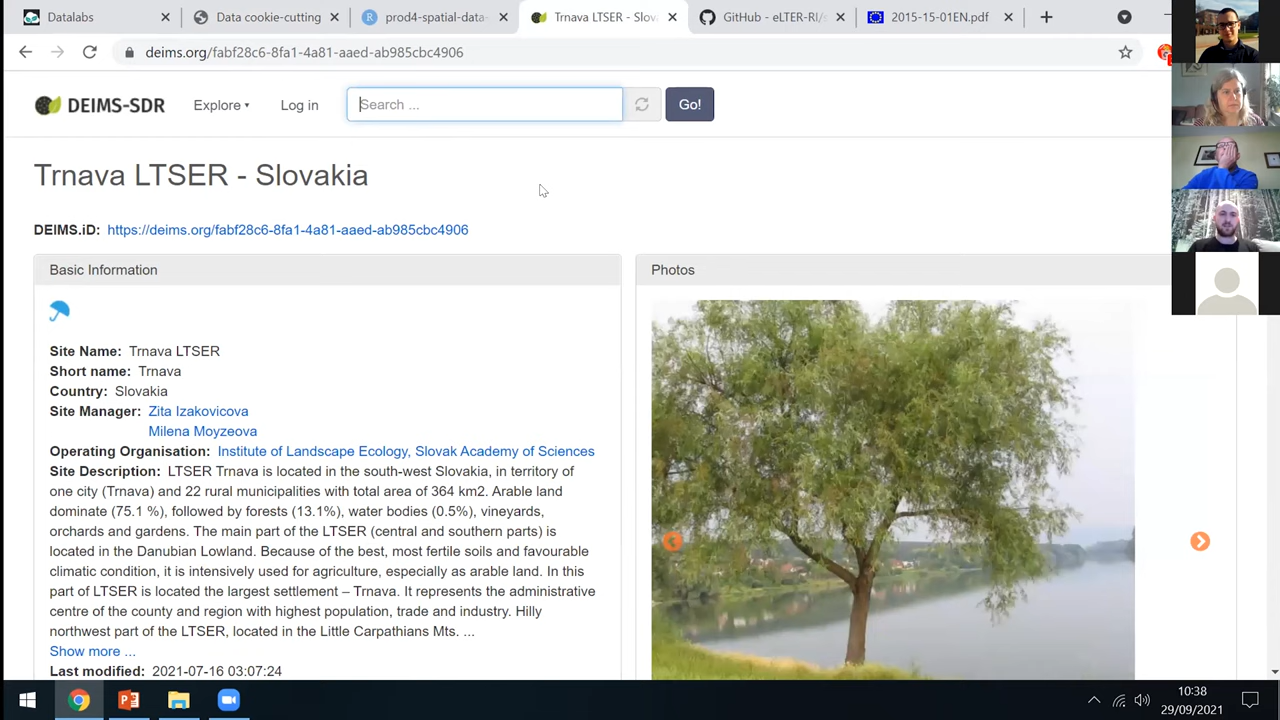 Datalabs
Data cookie-cutting
prod4-spatial-data-
Trnava LTSER - Slova
GitHub - eLTER-RI/
2015-15-01EN.pdf
deims.org/fabf28c6-8fa1-4a81-aaed-ab985cbc4906
DEIMS-SDR
Explore
Log in
Search ...
Go!
Trnava LTSER - Slovakia
DEIMS.iD: https://deims.org/fabf28c6-8fa1-4a81-aaed-ab985cbc4906
Basic Information
Photos
Site Name: Trnava LTSER
Short name: Trnava
Country: Slovakia
Site Manager: Zita Izakovicova
Milena Moyzeova
Operating Organisation: Institute of Landscape Ecology, Slovak Academy of Sciences
Site Description: LTSER Trnava is located in the south-west Slovakia, in territory of
one city (Trnava) and 22 rural municipalities with total area of 364 km2. Arable land
dominate (75.1 %), followed by forests (13.1%), water bodies (0.5%), vineyards,
orchards and gardens. The main part of the LTSER (central and southern parts) is
located in the Danubian Lowland. Because of the best, most fertile soils and favourable
climatic condition, it is intensively used for agriculture, especially as arable land. In this
part of LTSER is located the largest settlement – Trnava. It represents the administrative
centre of the county and region with highest population, trade and industry. Hilly
northwest part of the LTSER, located in the Little Carpathians Mts. ...
Show more ...
Last modified: 2021-07-16 03:07:24
10:38
29/09/2021